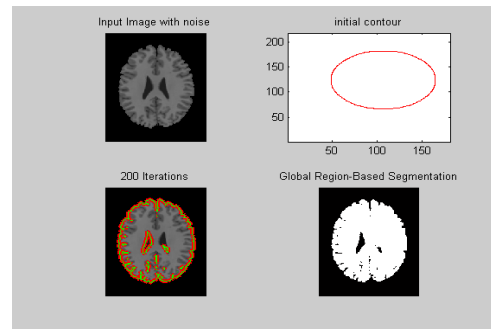 Input Image with noise
initial contour
200
150
100
50
50 100 150
200 Iterations
Global Region-Based Segmentation